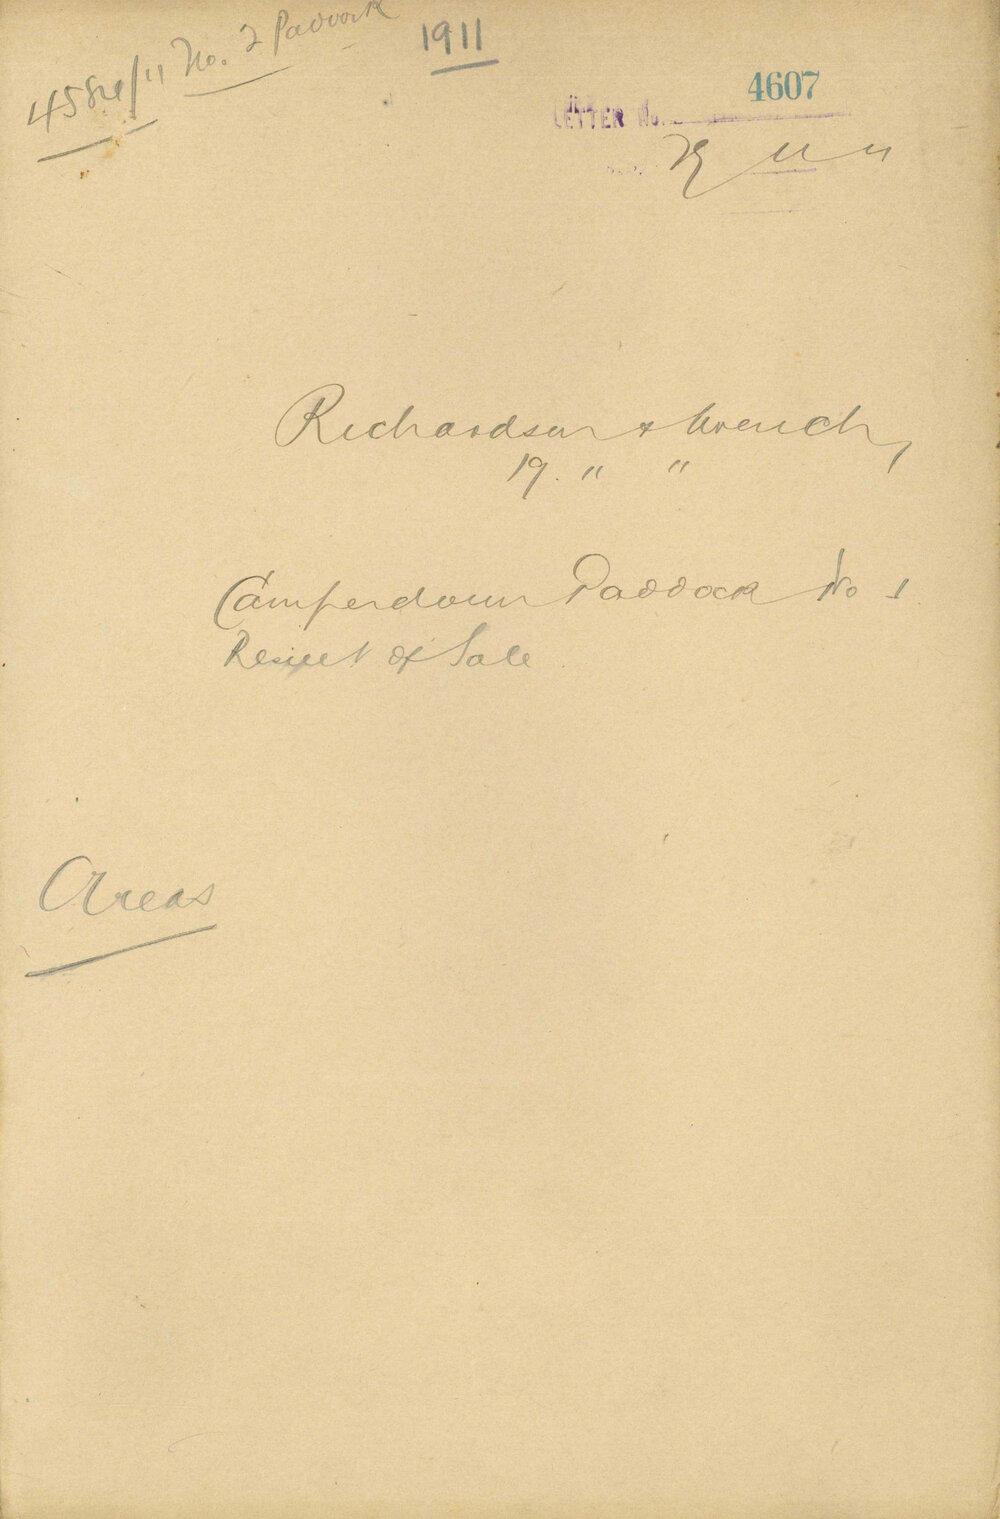 No. 2 Paddock
1911
4607
LETTER No.
11 11
Richardson & Wrench,
19. " "
Camperdown Paddock No 1
Result of Sale
Areas